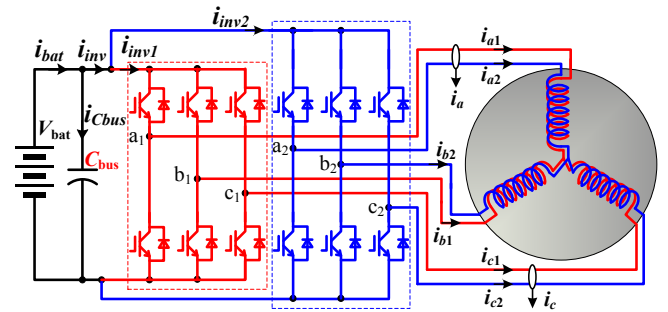 i_bat
i_inv
i_inv1
i_inv2
i_a1
i_a2
i_a
i_Cbus
V_bat
C_bus
a_1
a_2
b_1
b_2
c_1
c_2
i_b2
i_b1
i_c1
i_c2
i_c